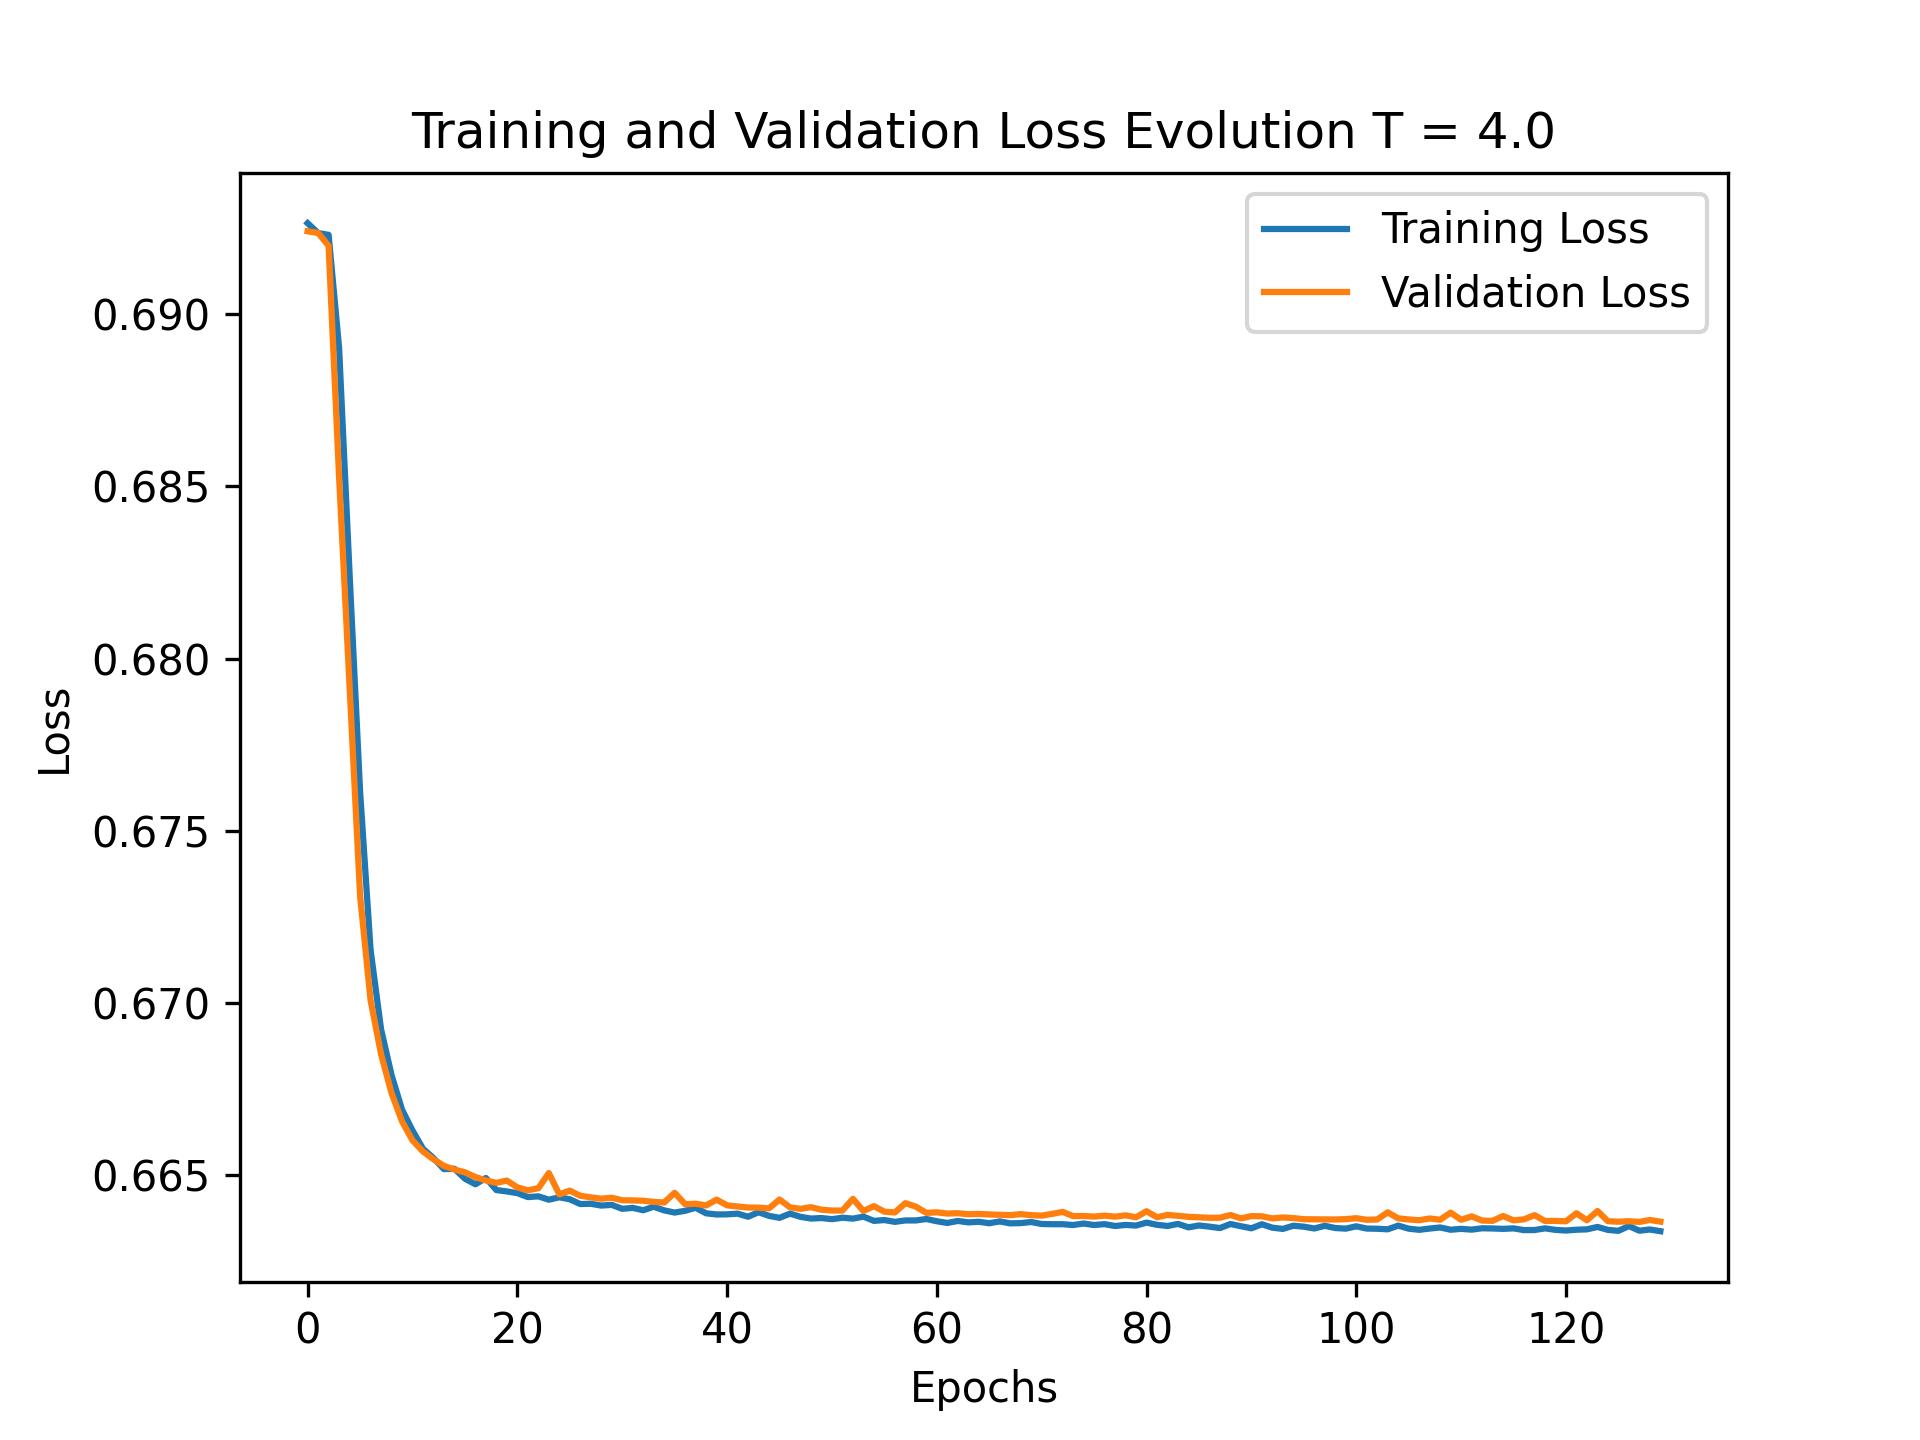 Training and Validation Loss Evolution T = 4.0
Training Loss
Validation Loss
0.690
0.685
0.680
0.675
0.670
0.665
Loss
0 20 40 60 80 100 120
Epochs